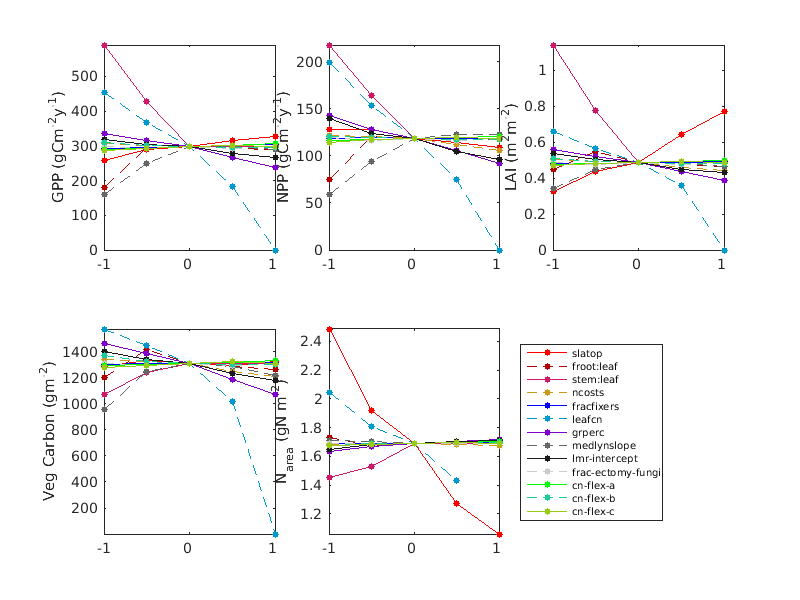 GPP (gCm-2y-1)
500
400
300
200
100
0
-1 0 1
NPP (gCm-2y-1)
200
150
100
50
0
-1 0 1
LAI (m2m-2)
1
0.8
0.6
0.4
0.2
0
-1 0 1
Veg Carbon (gm-2)
1400
1200
1000
800
600
400
200
-1 0 1
Narea (gN m-2)
2.4
2.2
2
1.8
1.6
1.4
1.2
-1 0 1
slatop
froot:leaf
stem:leaf
ncosts
fracfixers
leafcn
grperc
medlynslope
lmr-intercept
frac-ectomy-fungi
cn-flex-a
cn-flex-b
cn-flex-c